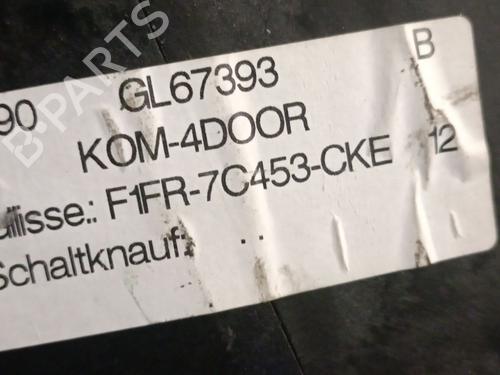 90 GL67393 B
KOM-4DOOR
ulisse.: F1FR-7C453-CKE 12
Schaltknauf: . .
B-PARTS